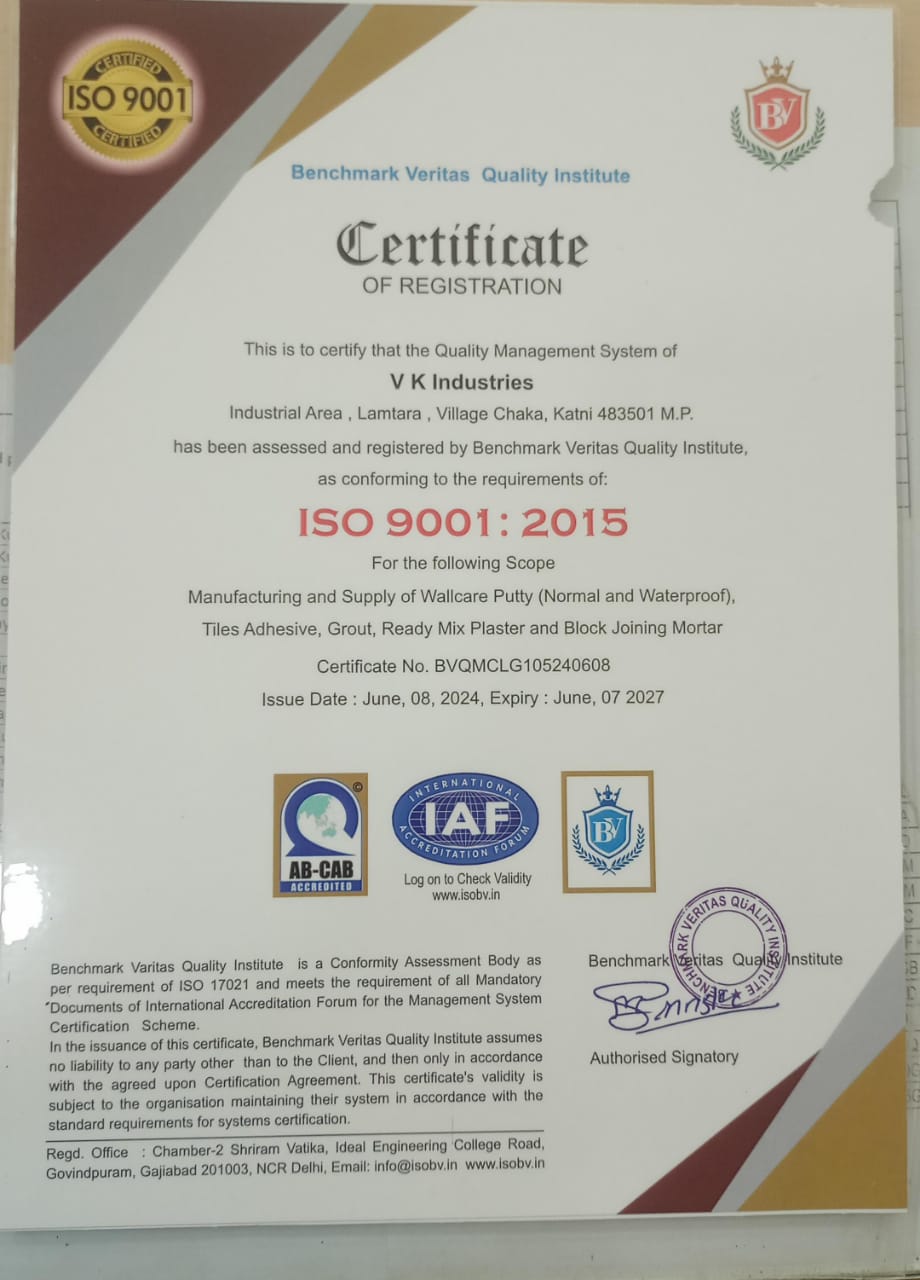 CERTIFIED
ISO 9001
CERTIFIED
BV
Benchmark Veritas Quality Institute
Certificate
OF REGISTRATION
This is to certify that the Quality Management System of
V K Industries
Industrial Area , Lamtara , Village Chaka, Katni 483501 M.P.
has been assessed and registered by Benchmark Veritas Quality Institute,
as conforming to the requirements of:
ISO 9001: 2015
For the following Scope
Manufacturing and Supply of Wallcare Putty (Normal and Waterproof),
Tiles Adhesive, Grout, Ready Mix Plaster and Block Joining Mortar
Certificate No. BVQMCLG105240608
Issue Date : June, 08, 2024, Expiry : June, 07 2027
©
AB-CAB
ACCREDITED
INTERNATIONAL
IAF
ACCREDITATION FORUM
Log on to Check Validity
www.isobv.in
BV
BENCHMARK VERITAS QUALITY INSTITUTE
Benchmark Veritas Quality Institute
Authorised Signatory
Benchmark Varitas Quality Institute is a Conformity Assessment Body as
per requirement of ISO 17021 and meets the requirement of all Mandatory
Documents of International Accreditation Forum for the Management System
Certification Scheme.
In the issuance of this certificate, Benchmark Veritas Quality Institute assumes
no liability to any party other than to the Client, and then only in accordance
with the agreed upon Certification Agreement. This certificate's validity is
subject to the organisation maintaining their system in accordance with the
standard requirements for systems certification.
Regd. Office : Chamber-2 Shriram Vatika, Ideal Engineering College Road,
Govindpuram, Gajiabad 201003, NCR Delhi, Email: info@isobv.in www.isobv.in